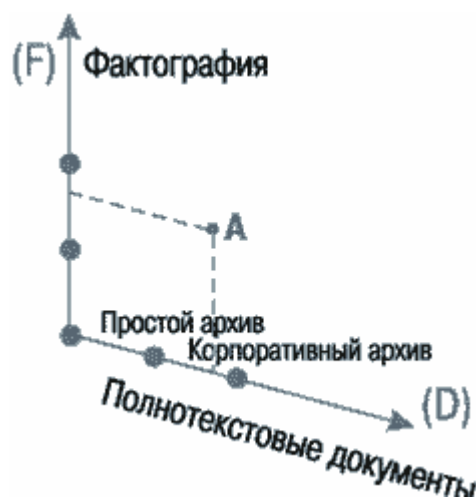 (F) Фактография
А
Простой архив
Корпоративный архив
(D)
Полнотекстовые документы